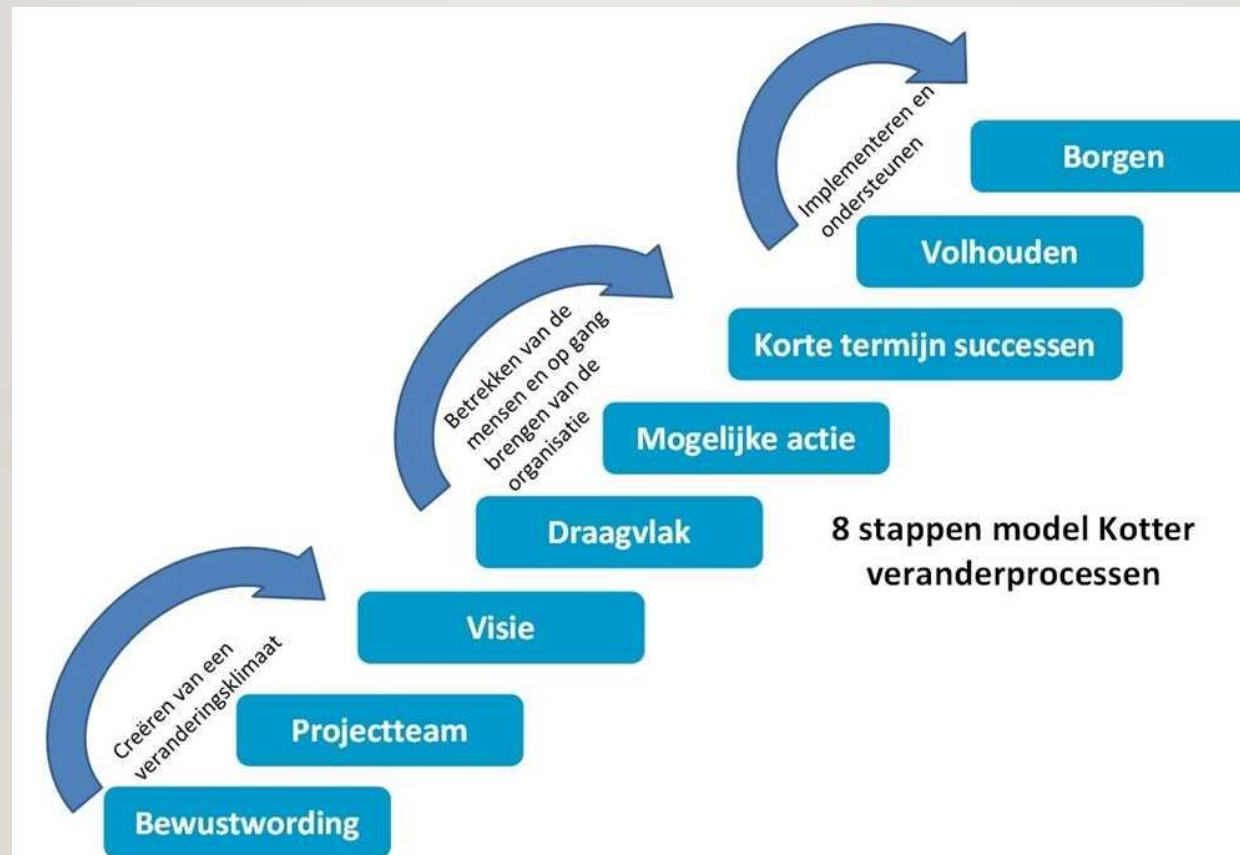 Implementeren en
ondersteunen
Borgen
Volhouden
Betrekken van de
mensen en op gang
brengen van de
organisatie
Korte termijn successen
Mogelijke actie
Draagvlak
8 stappen model Kotter
veranderprocessen
Visie
Creëren van een
veranderingsklimaat
Projectteam
Bewustwording